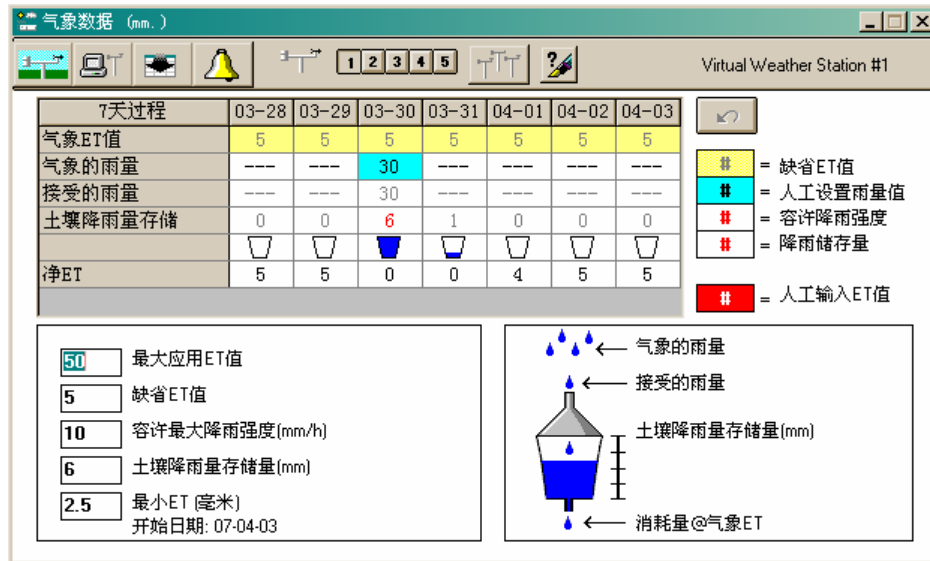 气象数据 (mm.)
1 2 3 4 5 Virtual Weather Station #1
7天过程 03-28 03-29 03-30 03-31 04-01 04-02 04-03
气象ET值 5 5 5 5 5 5 5
气象的雨量 --- --- 30 --- --- --- ---
接受的雨量 --- --- 30 --- --- --- ---
土壤降雨量存储 0 0 6 1 0 0 0
净ET 5 5 0 0 4 5 5
# = 缺省ET值
# = 人工设置雨量值
# = 容许降雨强度
# = 降雨储存量
# = 人工输入ET值
50 最大应用ET值
5 缺省ET值
10 容许最大降雨强度(mm/h)
6 土壤降雨量存储量(mm)
2.5 最小ET (毫米)
开始日期: 07-04-03
气象的雨量
接受的雨量
土壤降雨量存储量(mm)
消耗量@气象ET